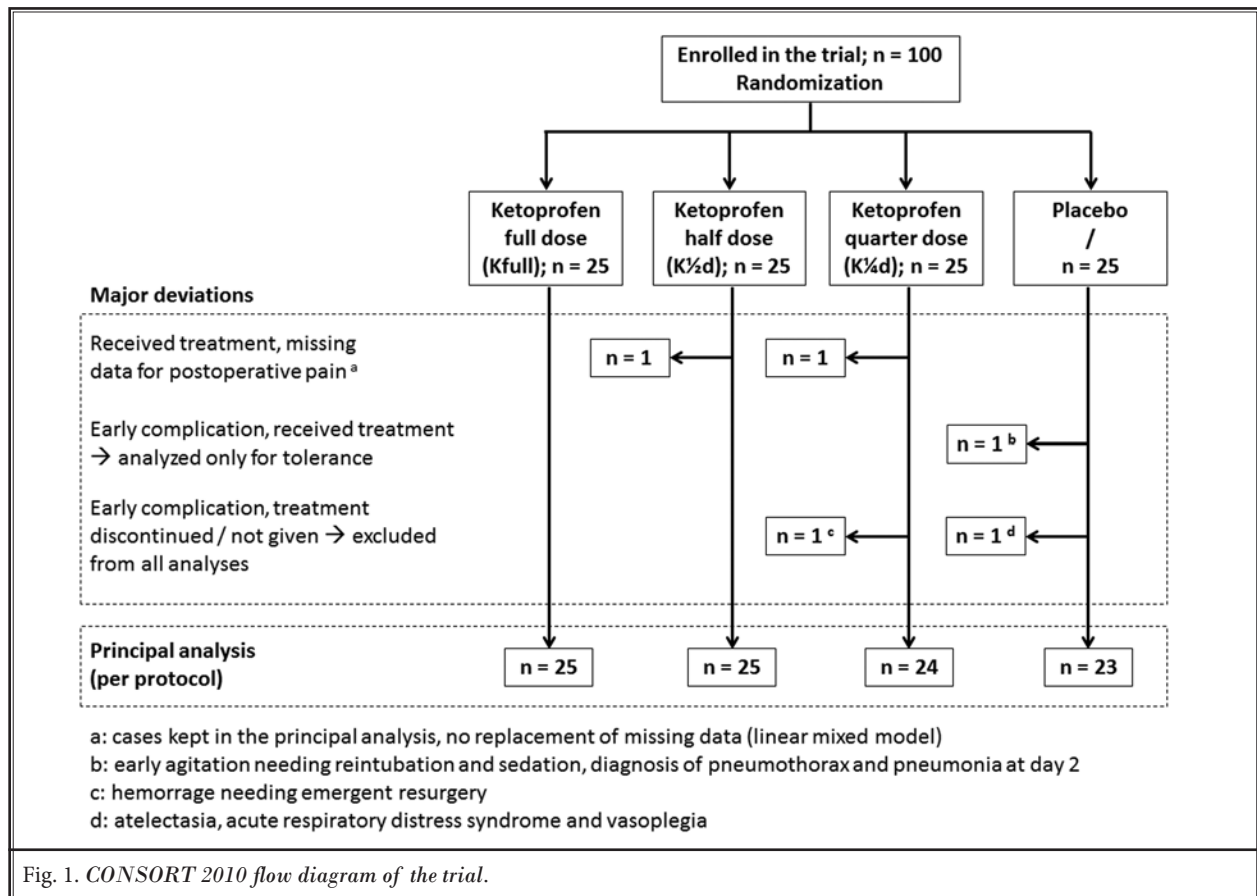 Enrolled in the trial; n = 100
Randomization
Ketoprofen
full dose
(Kfull); n = 25
Ketoprofen
half dose
(K½d); n = 25
Ketoprofen
quarter dose
(K¼d); n = 25
Placebo
/
n = 25
Major deviations
Received treatment, missing
data for postoperative pain ᵃ
n = 1
n = 1
Early complication, received treatment
→ analyzed only for tolerance
n = 1 ᵇ
Early complication, treatment
discontinued / not given → excluded
from all analyses
n = 1 ᶜ
n = 1 ᵈ
Principal analysis
(per protocol)
n = 25
n = 25
n = 24
n = 23
a: cases kept in the principal analysis, no replacement of missing data (linear mixed model)
b: early agitation needing reintubation and sedation, diagnosis of pneumothorax and pneumonia at day 2
c: hemorrage needing emergent resurgery
d: atelectasia, acute respiratory distress syndrome and vasoplegia
Fig. 1. CONSORT 2010 flow diagram of the trial.